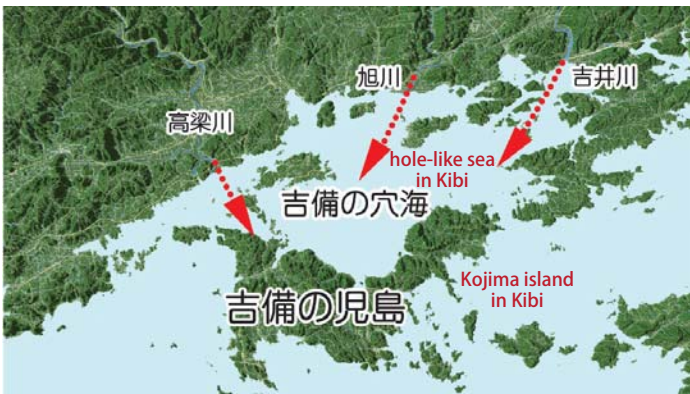 旭川
吉井川
高梁川
hole-like sea
in Kibi
吉備の穴海
Kojima island
in Kibi
吉備の児島